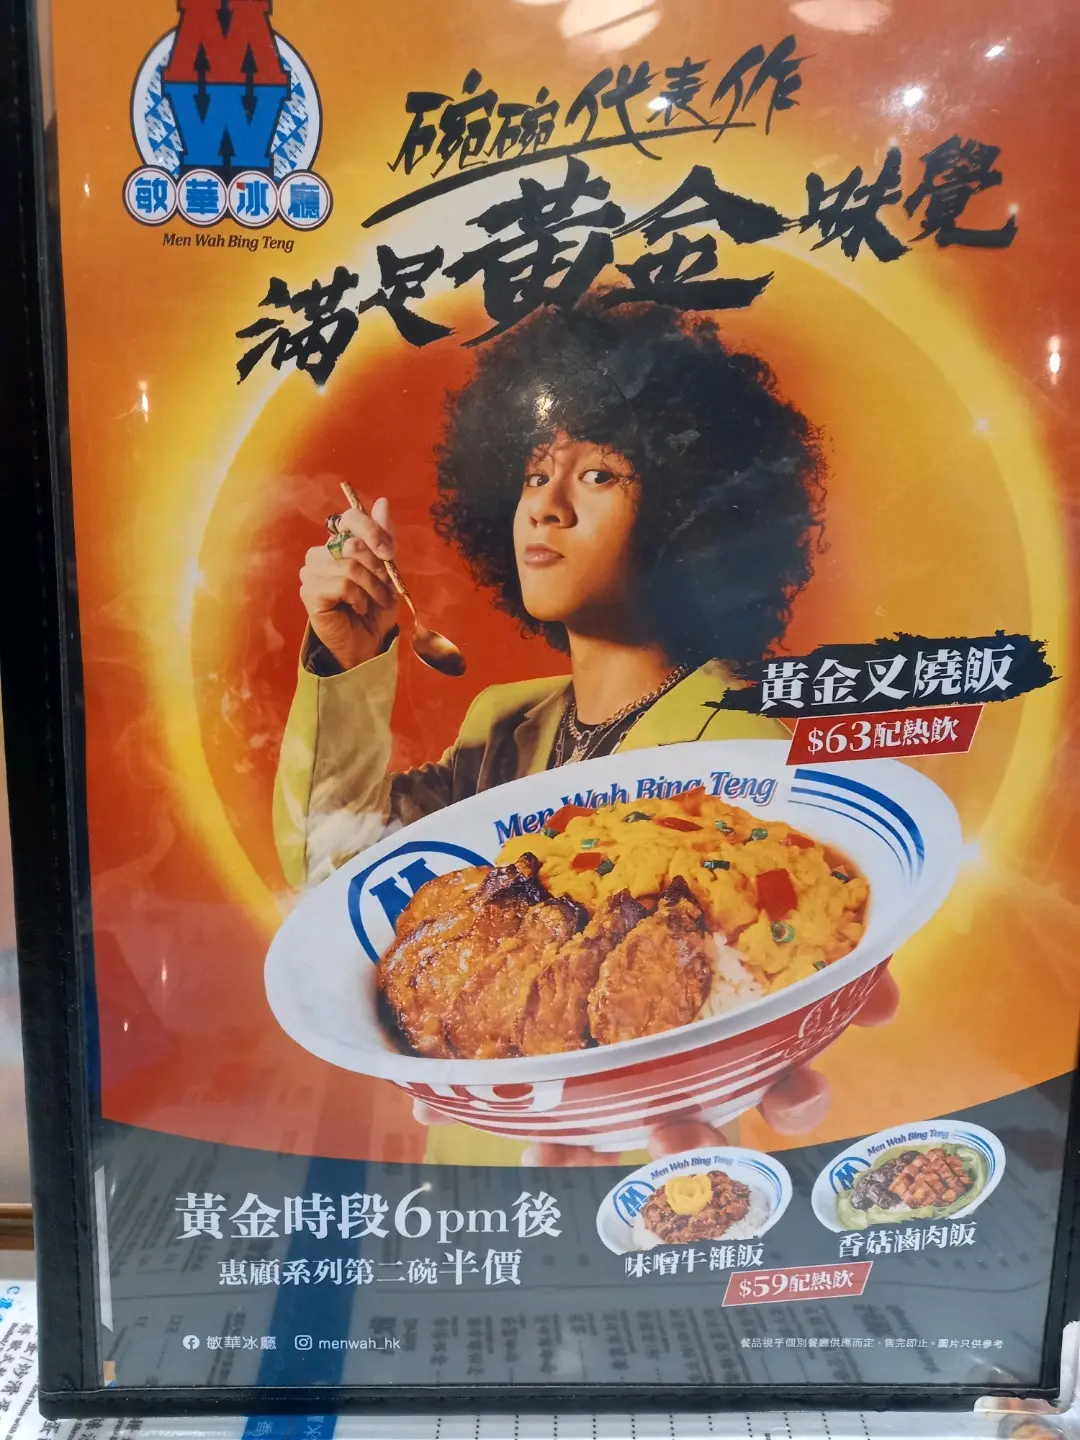 MW
敏華冰廳
Men Wah Bing Teng
碗碗代表作
滿足黃金味覺
黃金叉燒飯
$63配熱飲
Men Wah Bing Teng
黃金時段6pm後
惠顧系列第二碗半價
Men Wah Bing Teng
味噌牛雜飯
Men Wah Bing Teng
香菇滷肉飯
$59配熱飲
敏華冰廳 menwah_hk
餐品視乎個別餐廳供應而定，售完即止。圖片只供參考